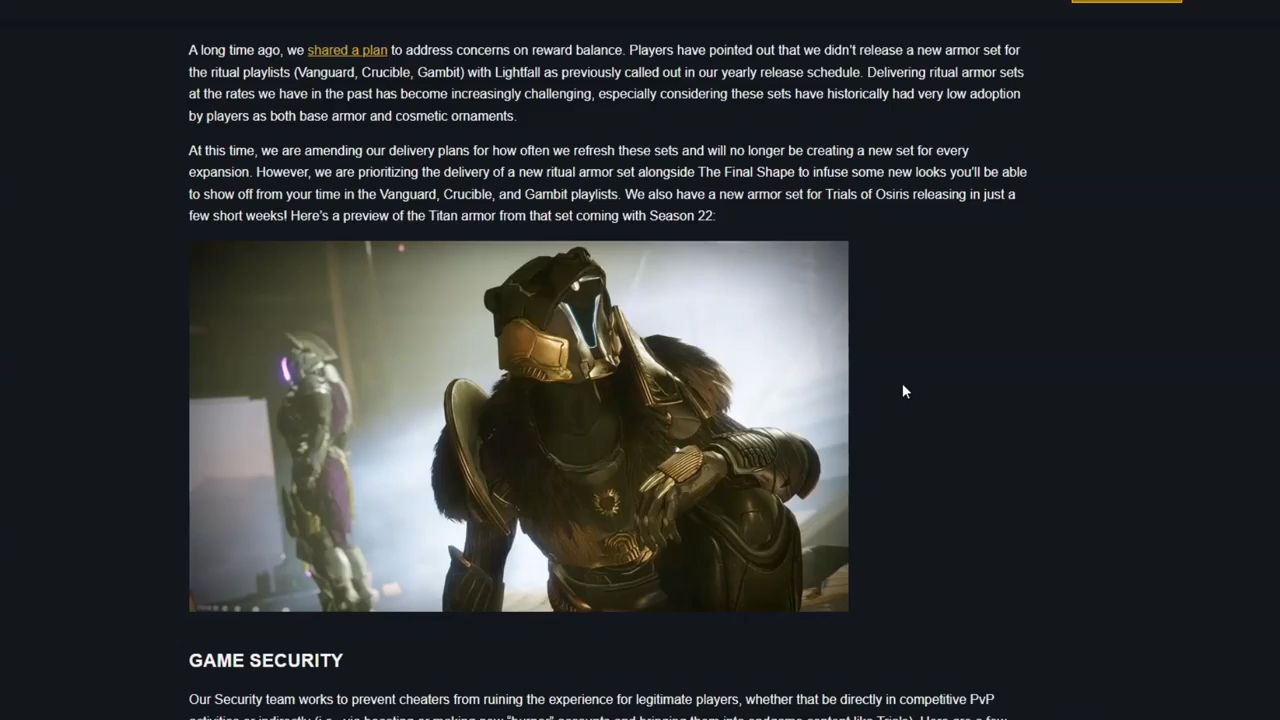 A long time ago, we shared a plan to address concerns on reward balance. Players have pointed out that we didn’t release a new armor set for
the ritual playlists (Vanguard, Crucible, Gambit) with Lightfall as previously called out in our yearly release schedule. Delivering ritual armor sets
at the rates we have in the past has become increasingly challenging, especially considering these sets have historically had very low adoption
by players as both base armor and cosmetic ornaments.
At this time, we are amending our delivery plans for how often we refresh these sets and will no longer be creating a new set for every
expansion. However, we are prioritizing the delivery of a new ritual armor set alongside The Final Shape to infuse some new looks you’ll be able
to show off from your time in the Vanguard, Crucible, and Gambit playlists. We also have a new armor set for Trials of Osiris releasing in just a
few short weeks! Here’s a preview of the Titan armor from that set coming with Season 22:
GAME SECURITY
Our Security team works to prevent cheaters from ruining the experience for legitimate players, whether that be directly in competitive PvP